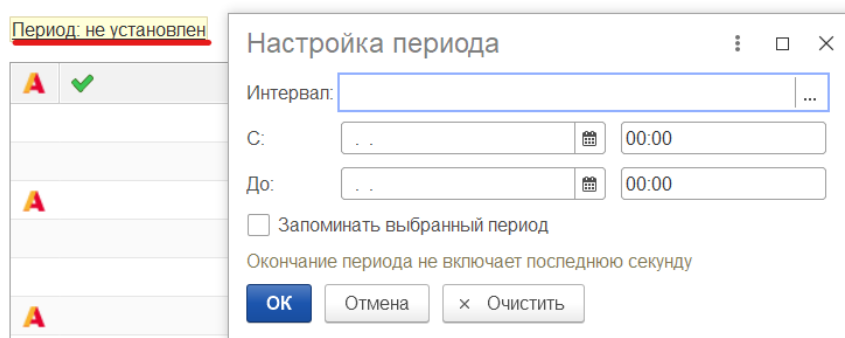 Период: не установлен
Настройка периода
Интервал: ...
С: . . 00:00
До: . . 00:00
Запоминать выбранный период
Окончание периода не включает последнюю секунду
ОК Отмена × Очистить